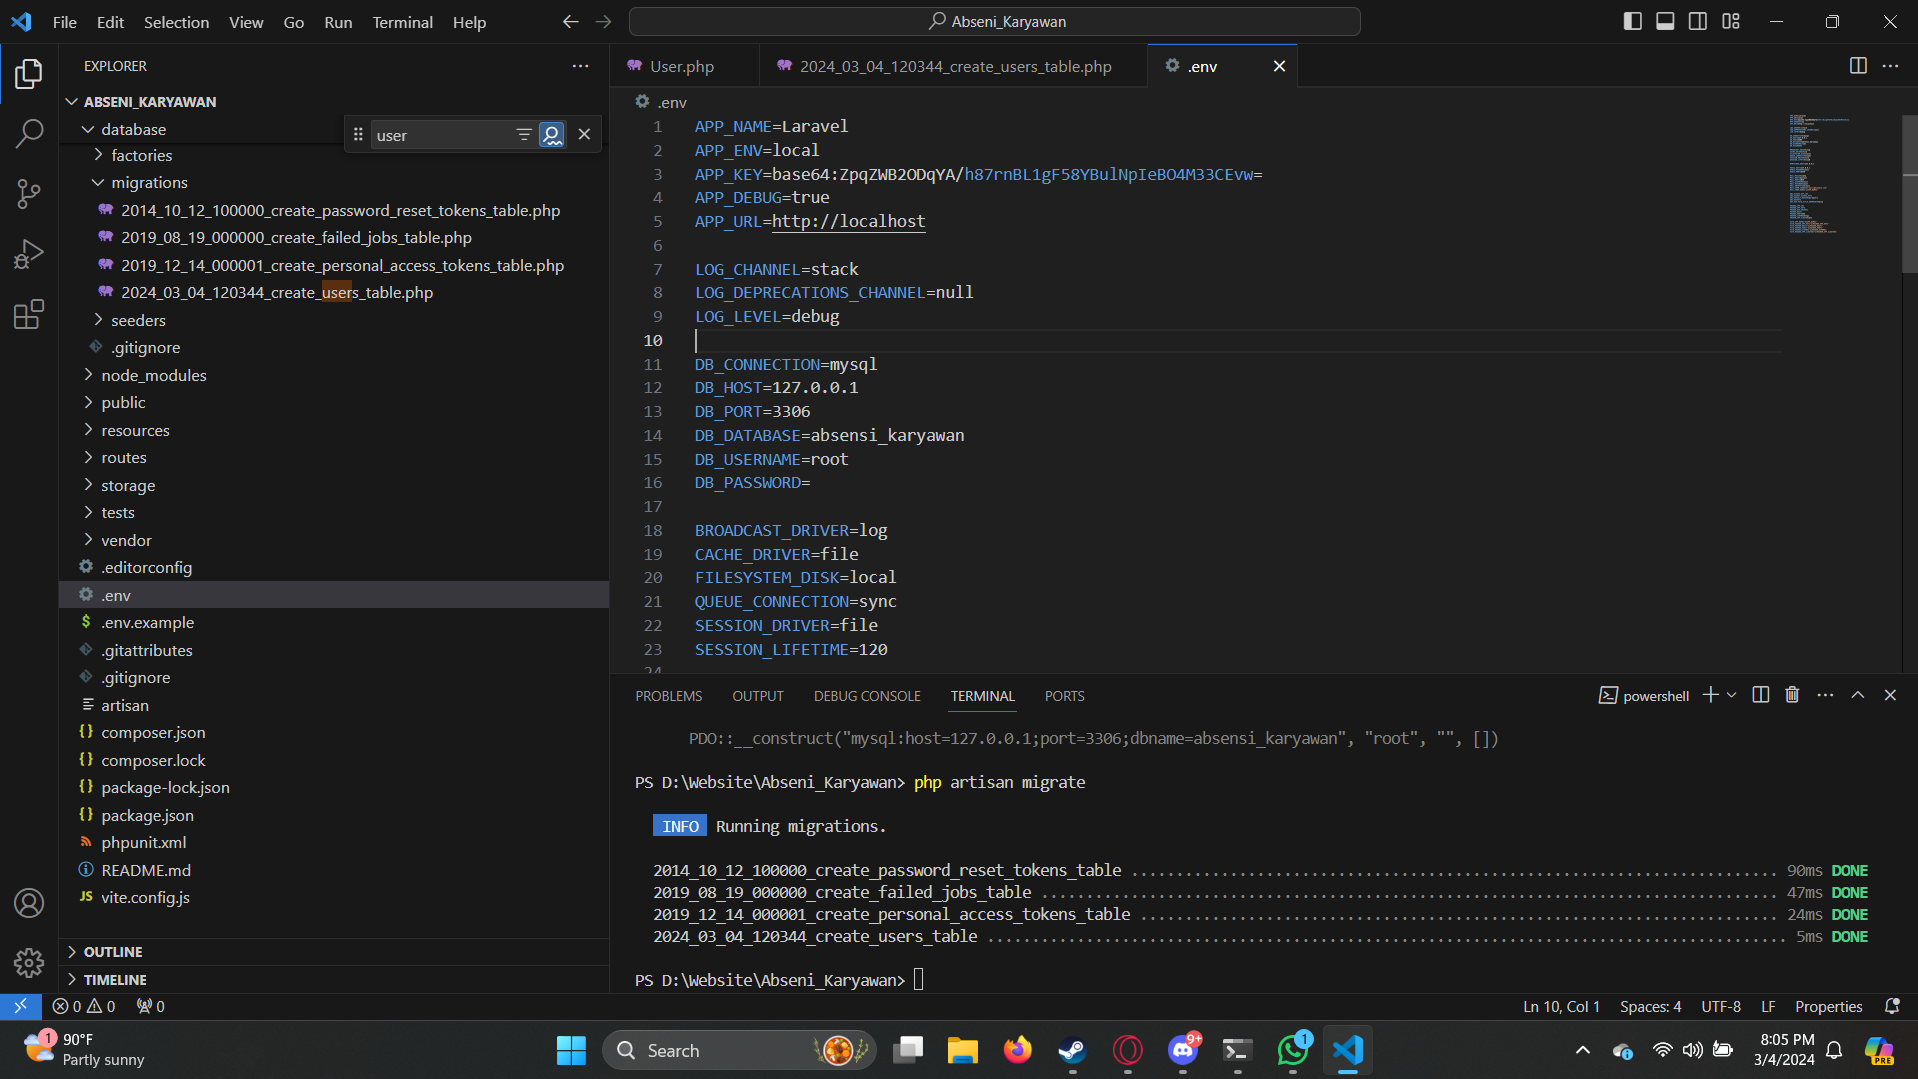 File Edit Selection View Go Run Terminal Help
Abseni_Karyawan
EXPLORER
ABSENI_KARYAWAN
database
user
factories
migrations
2014_10_12_100000_create_password_reset_tokens_table.php
2019_08_19_000000_create_failed_jobs_table.php
2019_12_14_000001_create_personal_access_tokens_table.php
2024_03_04_120344_create_users_table.php
seeders
.gitignore
node_modules
public
resources
routes
storage
tests
vendor
.editorconfig
.env
.env.example
.gitattributes
.gitignore
artisan
composer.json
composer.lock
package-lock.json
package.json
phpunit.xml
README.md
JS vite.config.js
OUTLINE
TIMELINE
User.php 2024_03_04_120344_create_users_table.php .env
.env
1 APP_NAME=Laravel
2 APP_ENV=local
3 APP_KEY=base64:ZpqZWB2ODqYA/h87rnBL1gF58YBulNpIeBO4M33CEvw=
4 APP_DEBUG=true
5 APP_URL=http://localhost
6
7 LOG_CHANNEL=stack
8 LOG_DEPRECATIONS_CHANNEL=null
9 LOG_LEVEL=debug
10
11 DB_CONNECTION=mysql
12 DB_HOST=127.0.0.1
13 DB_PORT=3306
14 DB_DATABASE=absensi_karyawan
15 DB_USERNAME=root
16 DB_PASSWORD=
17
18 BROADCAST_DRIVER=log
19 CACHE_DRIVER=file
20 FILESYSTEM_DISK=local
21 QUEUE_CONNECTION=sync
22 SESSION_DRIVER=file
23 SESSION_LIFETIME=120
24
PROBLEMS OUTPUT DEBUG CONSOLE TERMINAL PORTS
powershell
PDO::__construct("mysql:host=127.0.0.1;port=3306;dbname=absensi_karyawan", "root", "", [])
PS D:\Website\Abseni_Karyawan> php artisan migrate
INFO Running migrations.
2014_10_12_100000_create_password_reset_tokens_table ........................................................................ 90ms DONE
2019_08_19_000000_create_failed_jobs_table .................................................................................. 47ms DONE
2019_12_14_000001_create_personal_access_tokens_table ....................................................................... 24ms DONE
2024_03_04_120344_create_users_table ......................................................................................... 5ms DONE
PS D:\Website\Abseni_Karyawan>
0 0 0
Ln 10, Col 1 Spaces: 4 UTF-8 LF Properties
1
90°F
Partly sunny
Search
9+
1
8:05 PM
3/4/2024
PRE